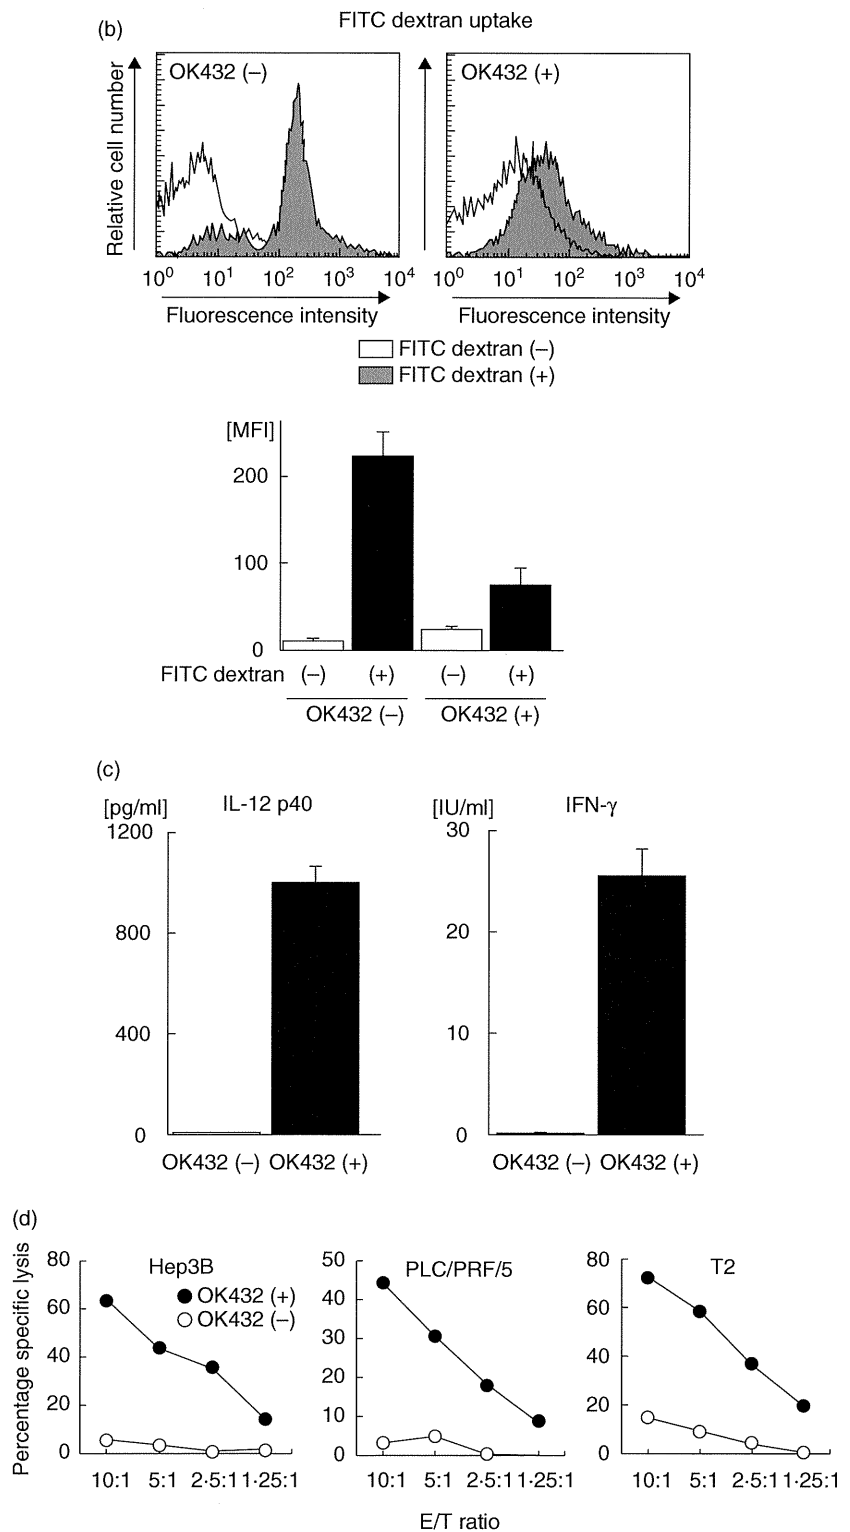 (b)
FITC dextran uptake
OK432 (–)
OK432 (+)
Relative cell number
10⁰ 10¹ 10² 10³ 10⁴
10⁰ 10¹ 10² 10³ 10⁴
Fluorescence intensity
Fluorescence intensity
FITC dextran (–)
FITC dextran (+)
[MFI]
200
100
0
FITC dextran (–) (+) (–) (+)
OK432 (–) OK432 (+)
(c)
[pg/ml] IL-12 p40
1200
800
400
0
OK432 (–) OK432 (+)
[IU/ml] IFN-γ
30
20
10
0
OK432 (–) OK432 (+)
(d)
Percentage specific lysis
80
60
40
20
0
Hep3B
OK432 (+)
OK432 (–)
10:1 5:1 2·5:1 1·25:1
50
40
30
20
10
0
PLC/PRF/5
10:1 5:1 2·5:1 1·25:1
80
60
40
20
0
T2
10:1 5:1 2·5:1 1·25:1
E/T ratio